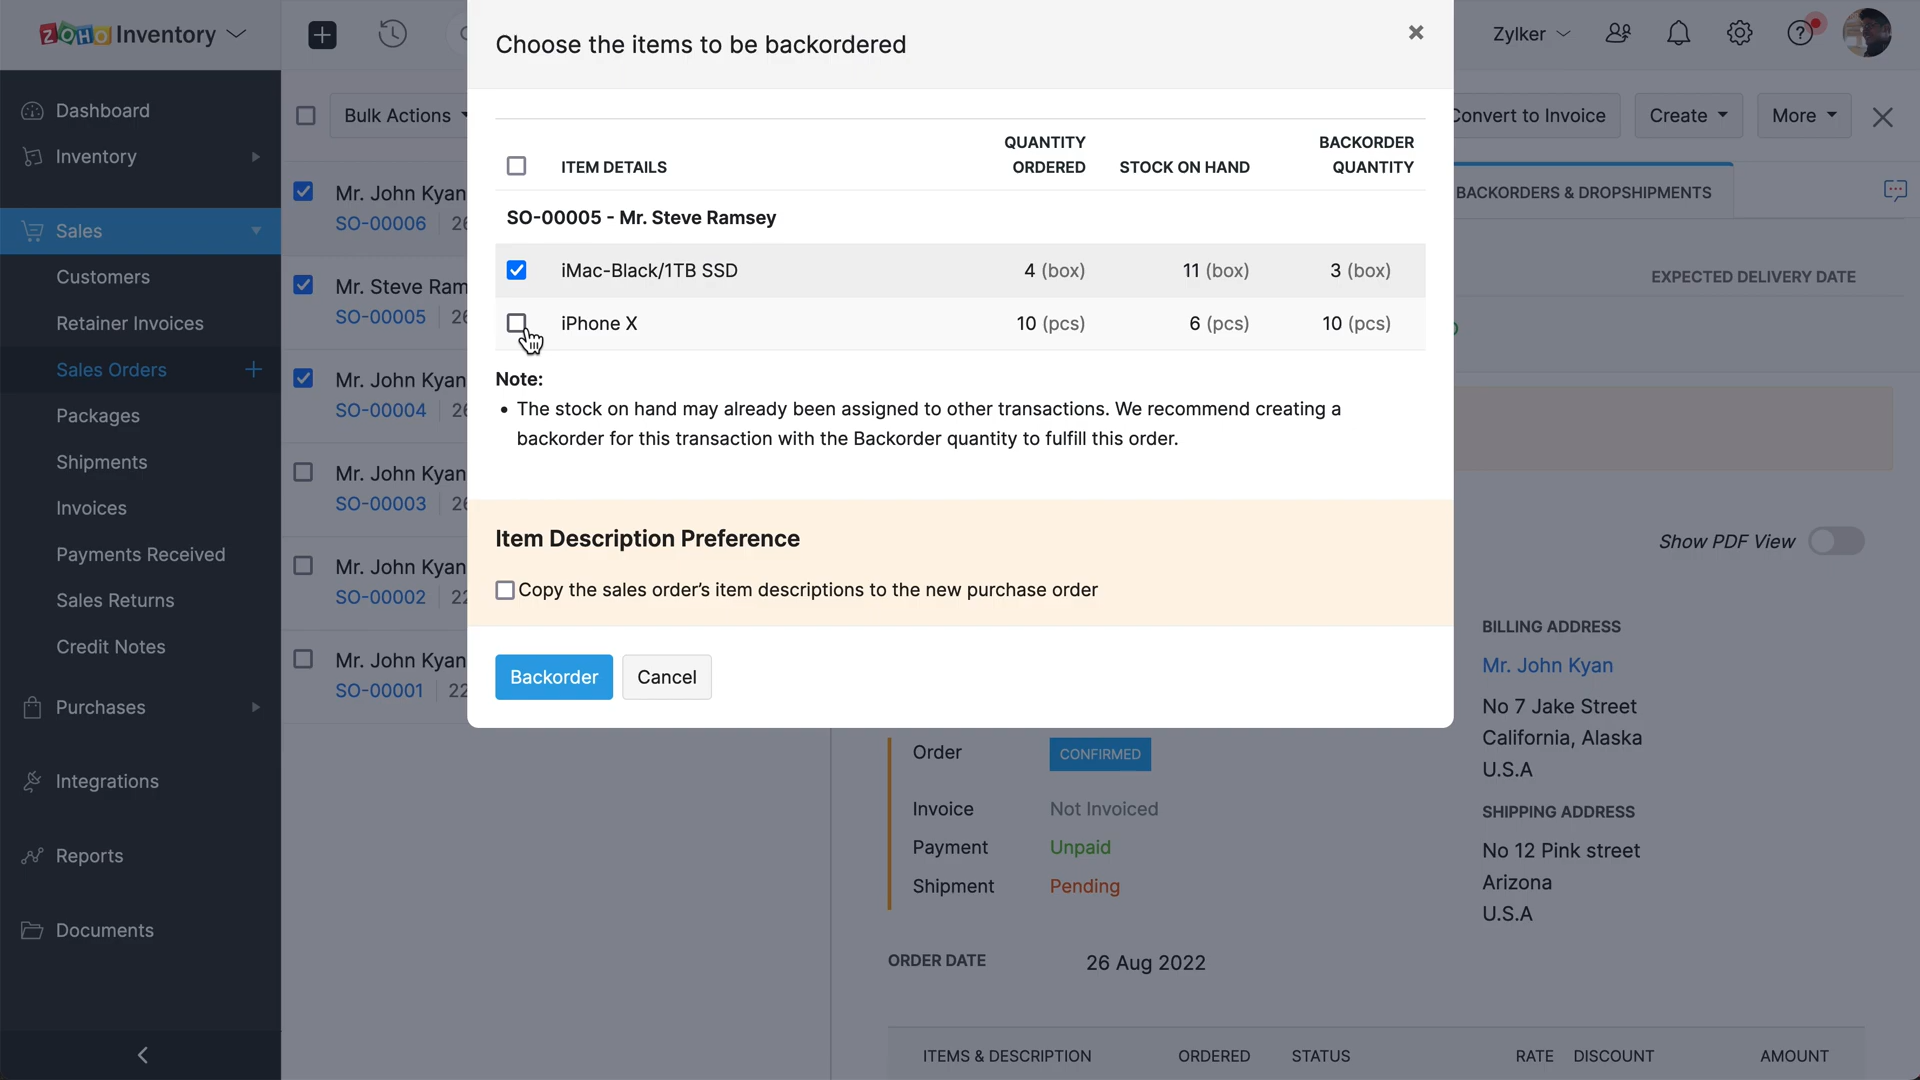 ZOHO Inventory
Dashboard
Inventory
Sales
Customers
Retainer Invoices
Sales Orders
Packages
Shipments
Invoices
Payments Received
Sales Returns
Credit Notes
Purchases
Integrations
Reports
Documents
Bulk Actions
Mr. John Kyan
SO-00006 26
Mr. Steve Ram
SO-00005 26
Mr. John Kyan
SO-00004 26
Mr. John Kyan
SO-00003 26
Mr. John Kyan
SO-00002 22
Mr. John Kyan
SO-00001 22
Choose the items to be backordered
ITEM DETAILS QUANTITY ORDERED STOCK ON HAND BACKORDER QUANTITY
SO-00005 - Mr. Steve Ramsey
iMac-Black/1TB SSD 4 (box) 11 (box) 3 (box)
iPhone X 10 (pcs) 6 (pcs) 10 (pcs)
Note:
• The stock on hand may already been assigned to other transactions. We recommend creating a
backorder for this transaction with the Backorder quantity to fulfill this order.
Item Description Preference
Copy the sales order's item descriptions to the new purchase order
Backorder Cancel
Zylker
Convert to Invoice Create More
BACKORDERS & DROPSHIPMENTS
EXPECTED DELIVERY DATE
Show PDF View
Order CONFIRMED
Invoice Not Invoiced
Payment Unpaid
Shipment Pending
BILLING ADDRESS
Mr. John Kyan
No 7 Jake Street
California, Alaska
U.S.A
SHIPPING ADDRESS
No 12 Pink street
Arizona
U.S.A
ORDER DATE 26 Aug 2022
ITEMS & DESCRIPTION ORDERED STATUS RATE DISCOUNT AMOUNT